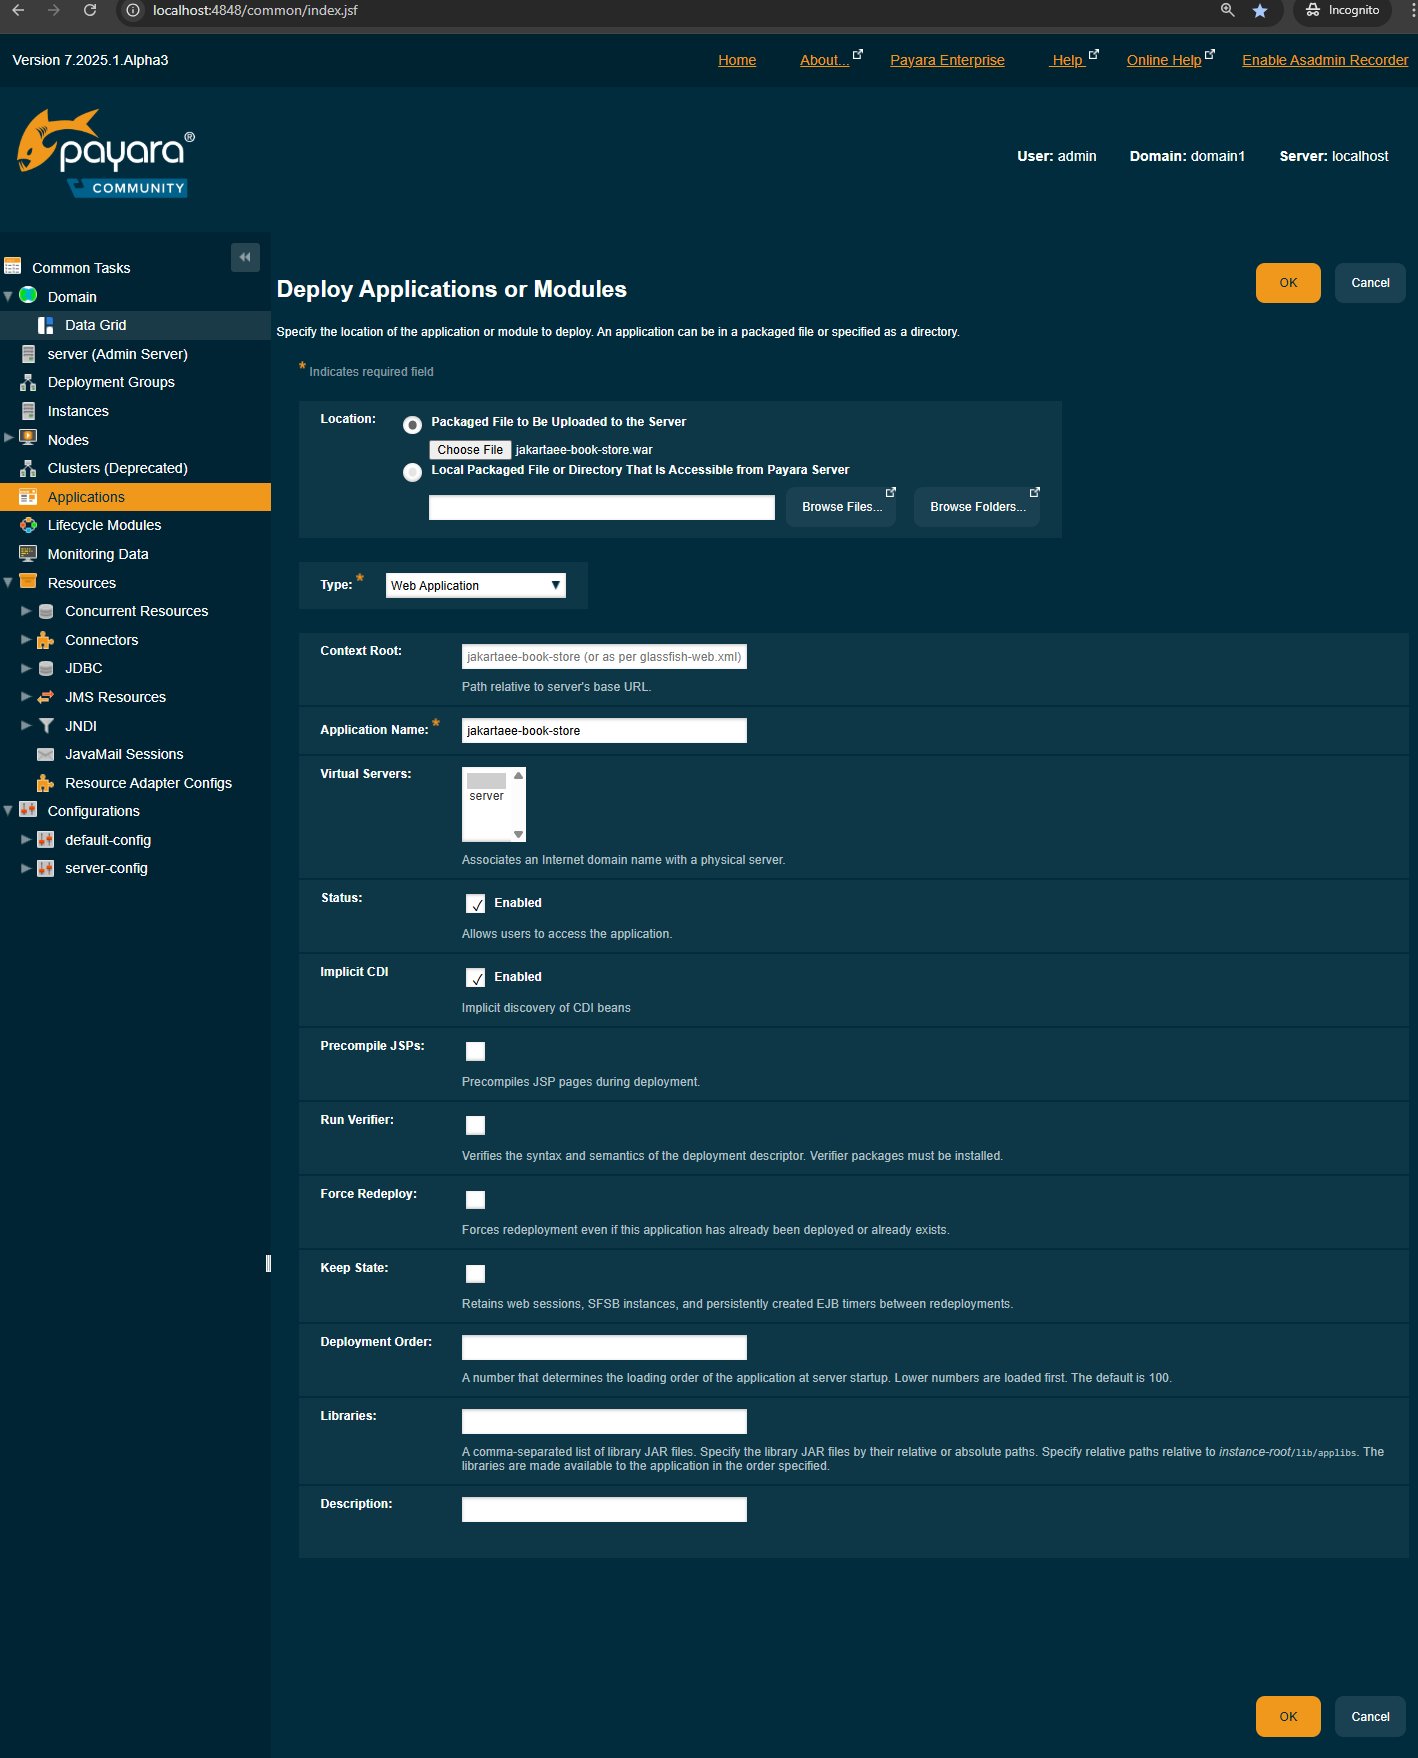 localhost:4848/common/index.jsf
Incognito
Version 7.2025.1.Alpha3
Home
About...
Payara Enterprise
Help
Online Help
Enable Asadmin Recorder
payara®
COMMUNITY
User: admin
Domain: domain1
Server: localhost
Common Tasks
Domain
Data Grid
server (Admin Server)
Deployment Groups
Instances
Nodes
Clusters (Deprecated)
Applications
Lifecycle Modules
Monitoring Data
Resources
Concurrent Resources
Connectors
JDBC
JMS Resources
JNDI
JavaMail Sessions
Resource Adapter Configs
Configurations
default-config
server-config
Deploy Applications or Modules
OK
Cancel
Specify the location of the application or module to deploy. An application can be in a packaged file or specified as a directory.
* Indicates required field
Location:
Packaged File to Be Uploaded to the Server
Choose File jakartaee-book-store.war
Local Packaged File or Directory That Is Accessible from Payara Server
Browse Files...
Browse Folders...
Type: *
Web Application
Context Root:
jakartaee-book-store (or as per glassfish-web.xml)
Path relative to server's base URL.
Application Name: *
jakartaee-book-store
Virtual Servers:
server
Associates an Internet domain name with a physical server.
Status:
Enabled
Allows users to access the application.
Implicit CDI
Enabled
Implicit discovery of CDI beans
Precompile JSPs:
Precompiles JSP pages during deployment.
Run Verifier:
Verifies the syntax and semantics of the deployment descriptor. Verifier packages must be installed.
Force Redeploy:
Forces redeployment even if this application has already been deployed or already exists.
Keep State:
Retains web sessions, SFSB instances, and persistently created EJB timers between redeployments.
Deployment Order:
A number that determines the loading order of the application at server startup. Lower numbers are loaded first. The default is 100.
Libraries:
A comma-separated list of library JAR files. Specify the library JAR files by their relative or absolute paths. Specify relative paths relative to instance-root/lib/applibs. The
libraries are made available to the application in the order specified.
Description:
OK
Cancel